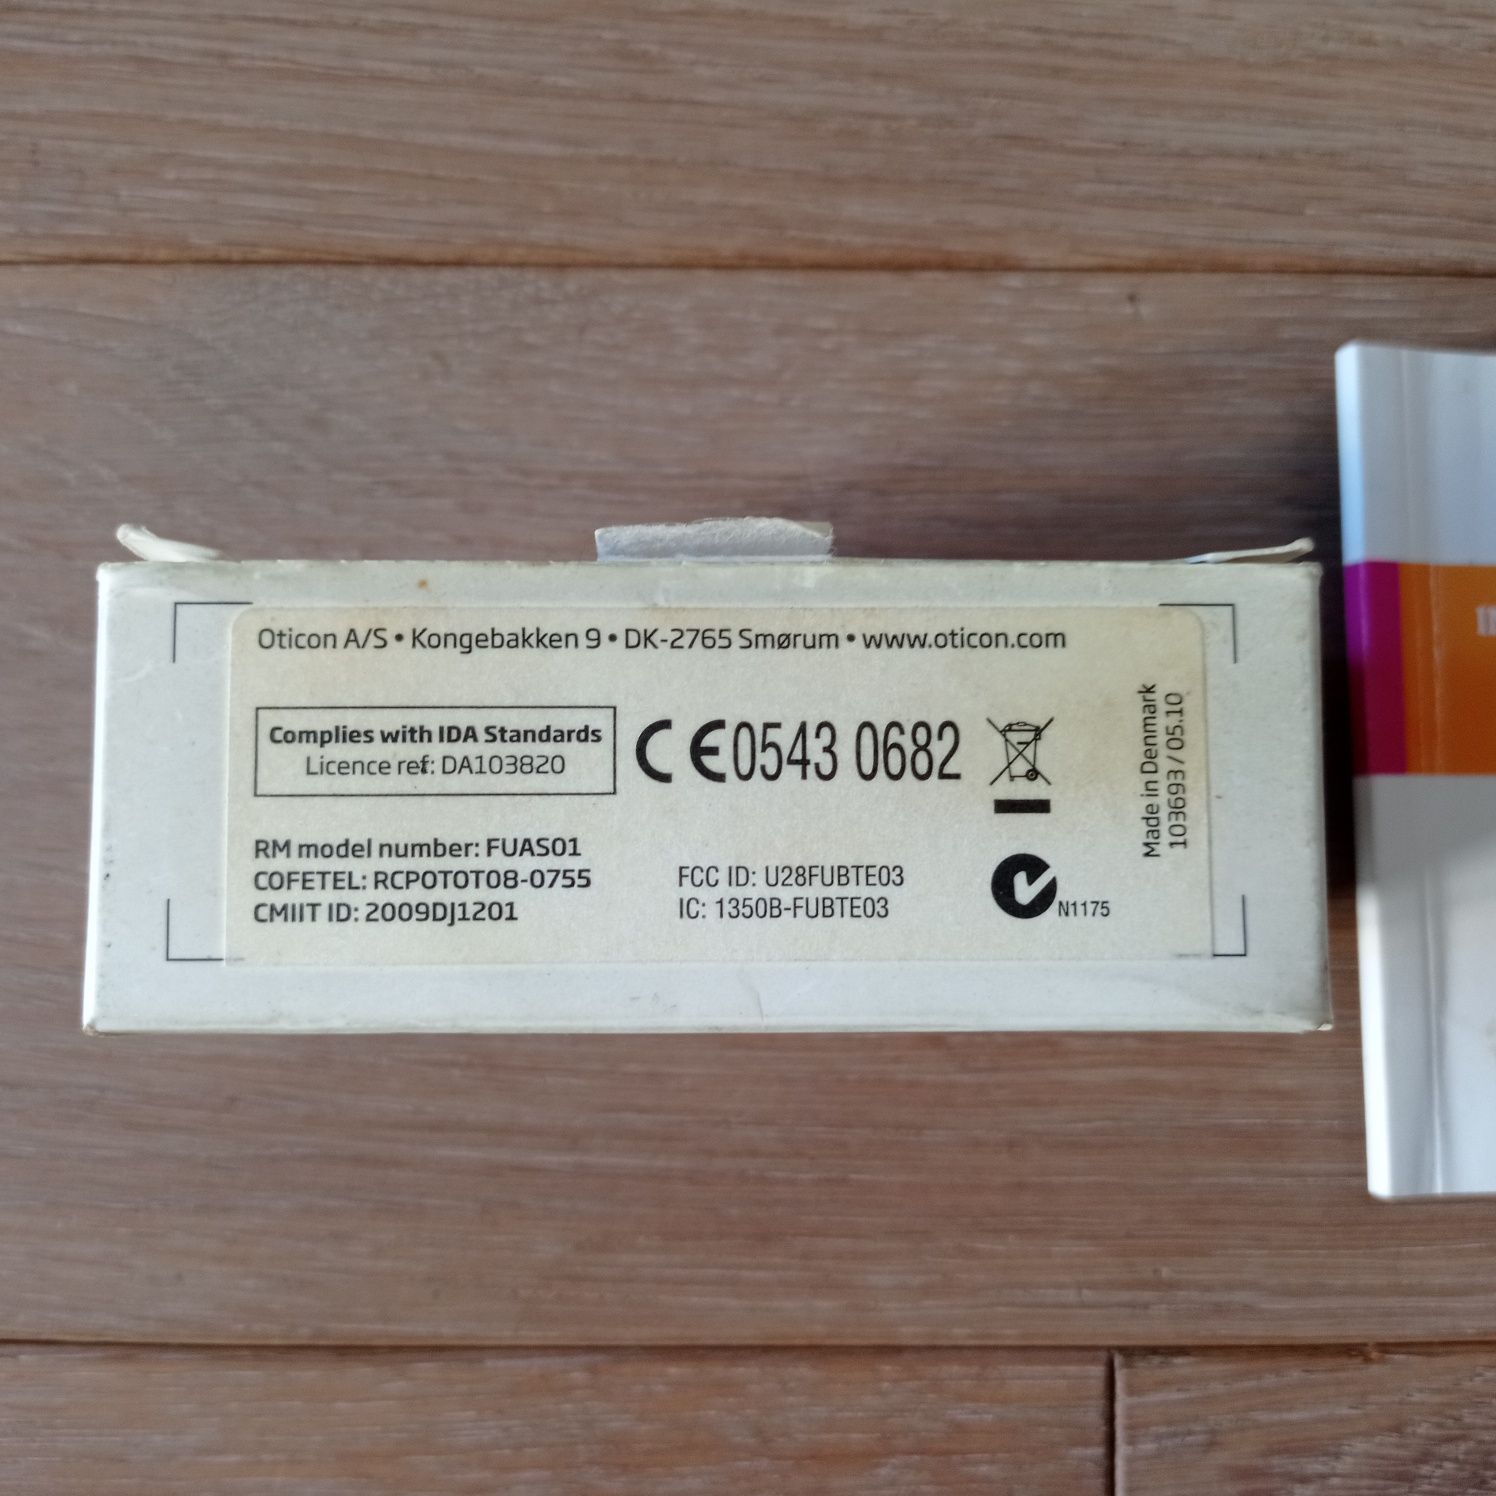 Oticon A/S • Kongebakken 9 • DK-2765 Smørum • www.oticon.com
Complies with IDA Standards
Licence ref: DA103820
CE 0543 0682
RM model number: FUAS01
COFETEL: RCPOTOT08-0755
CMIIT ID: 2009DJ1201
FCC ID: U28FUBTE03
IC: 1350B-FUBTE03
N1175
Made in Denmark
103693 / 05.10